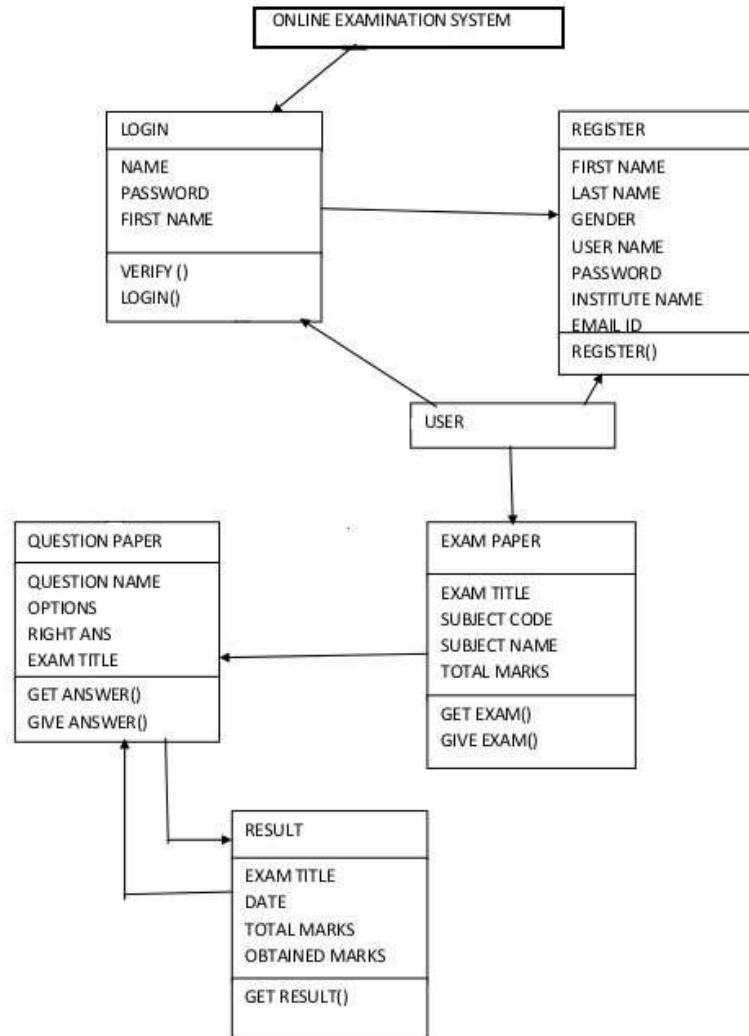 ONLINE EXAMINATION SYSTEM
LOGIN
NAME
PASSWORD
FIRST NAME
VERIFY ()
LOGIN()
REGISTER
FIRST NAME
LAST NAME
GENDER
USER NAME
PASSWORD
INSTITUTE NAME
EMAIL ID
REGISTER()
USER
QUESTION PAPER
QUESTION NAME
OPTIONS
RIGHT ANS
EXAM TITLE
GET ANSWER()
GIVE ANSWER()
EXAM PAPER
EXAM TITLE
SUBJECT CODE
SUBJECT NAME
TOTAL MARKS
GET EXAM()
GIVE EXAM()
RESULT
EXAM TITLE
DATE
TOTAL MARKS
OBTAINED MARKS
GET RESULT()